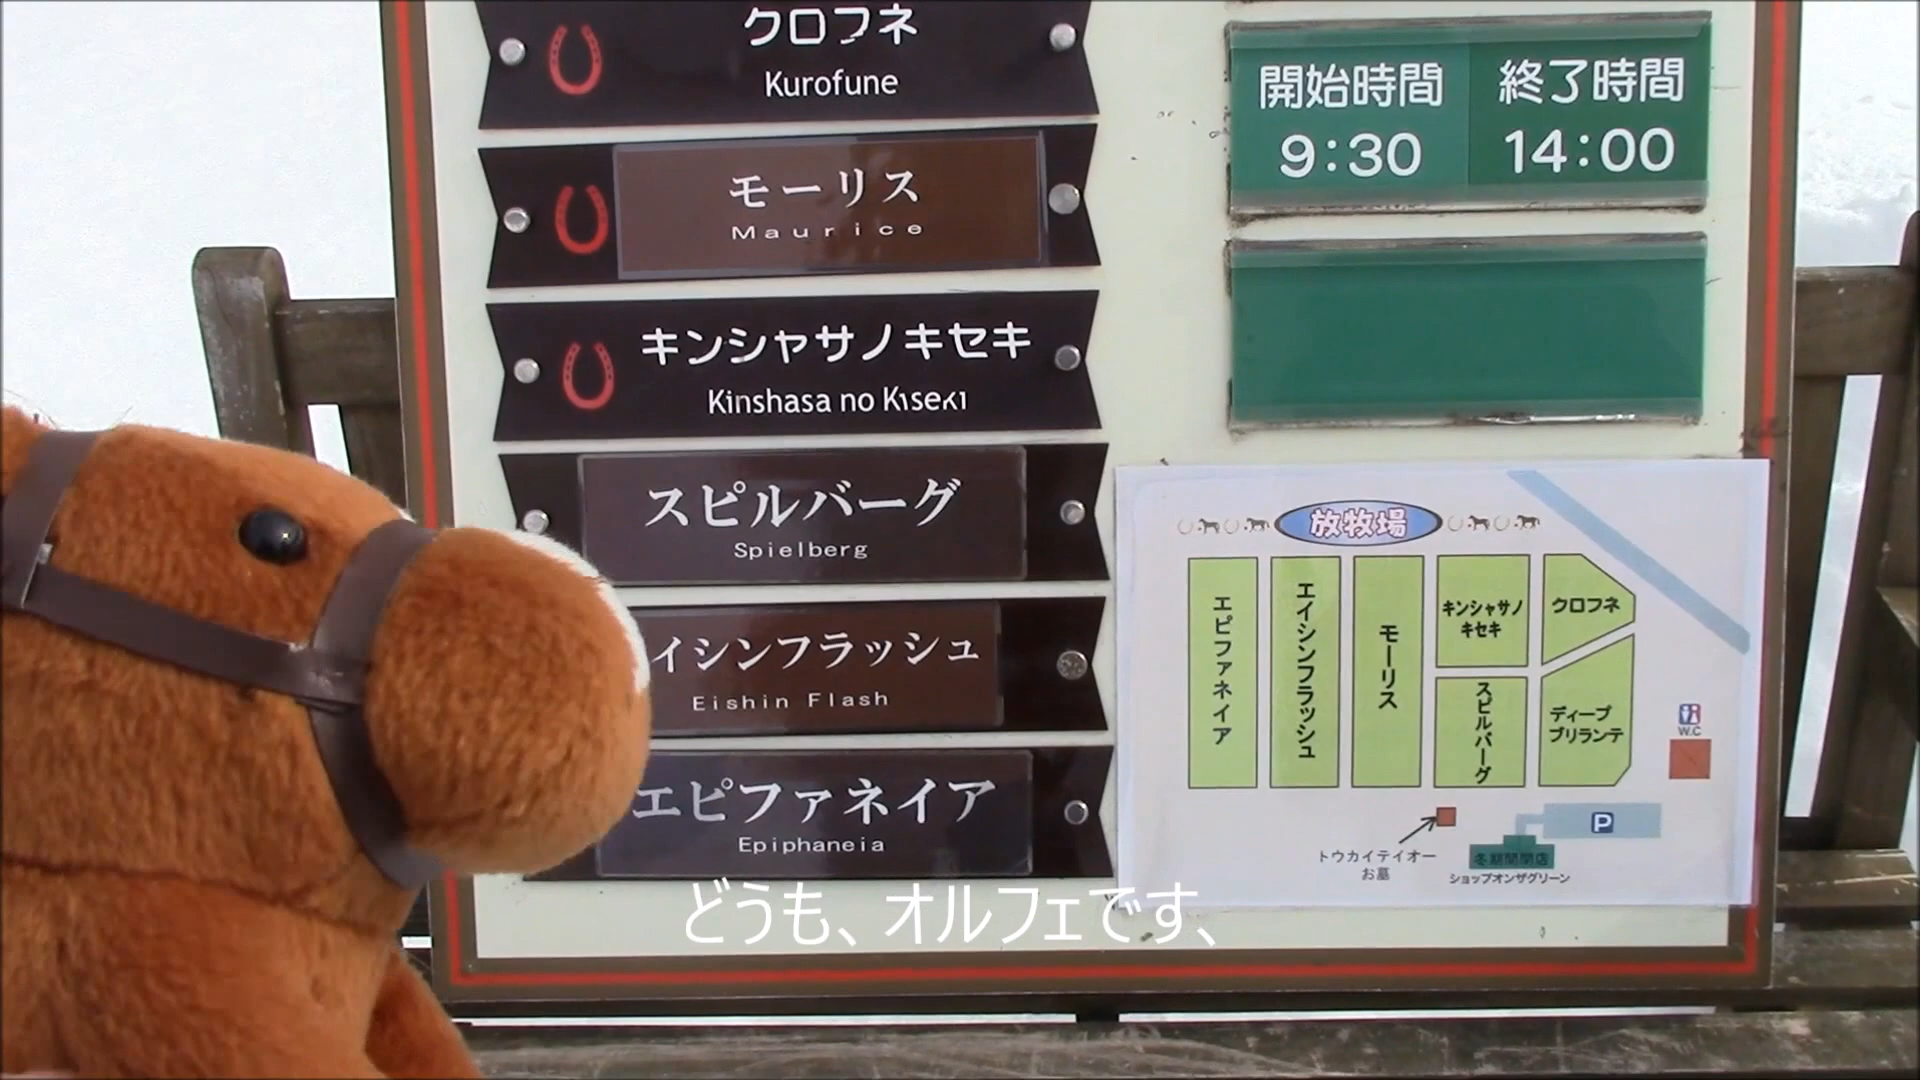 クロフネ
Kurofune
モーリス
Maurice
キンシャサノキセキ
Kinshasa no Kiseki
スピルバーグ
Spielberg
イシンフラッシュ
Eishin Flash
エピファネイア
Epiphaneia
開始時間
9:30
終了時間
14:00
放牧場
エピファネイア
エイシンフラッシュ
モーリス
キンシャサノ
キセキ
クロフネ
スピルバーグ
ディープ
ブリランテ
W.C
P
トウカイテイオー
お墓
冬期間閉店
ショップオンザグリーン
どうも、オルフェです、